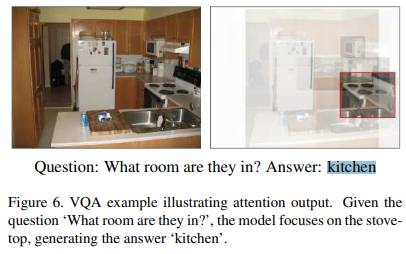 Question: What room are they in? Answer: kitchen
Figure 6. VQA example illustrating attention output. Given the
question ‘What room are they in?’, the model focuses on the stove-
top, generating the answer ‘kitchen’.